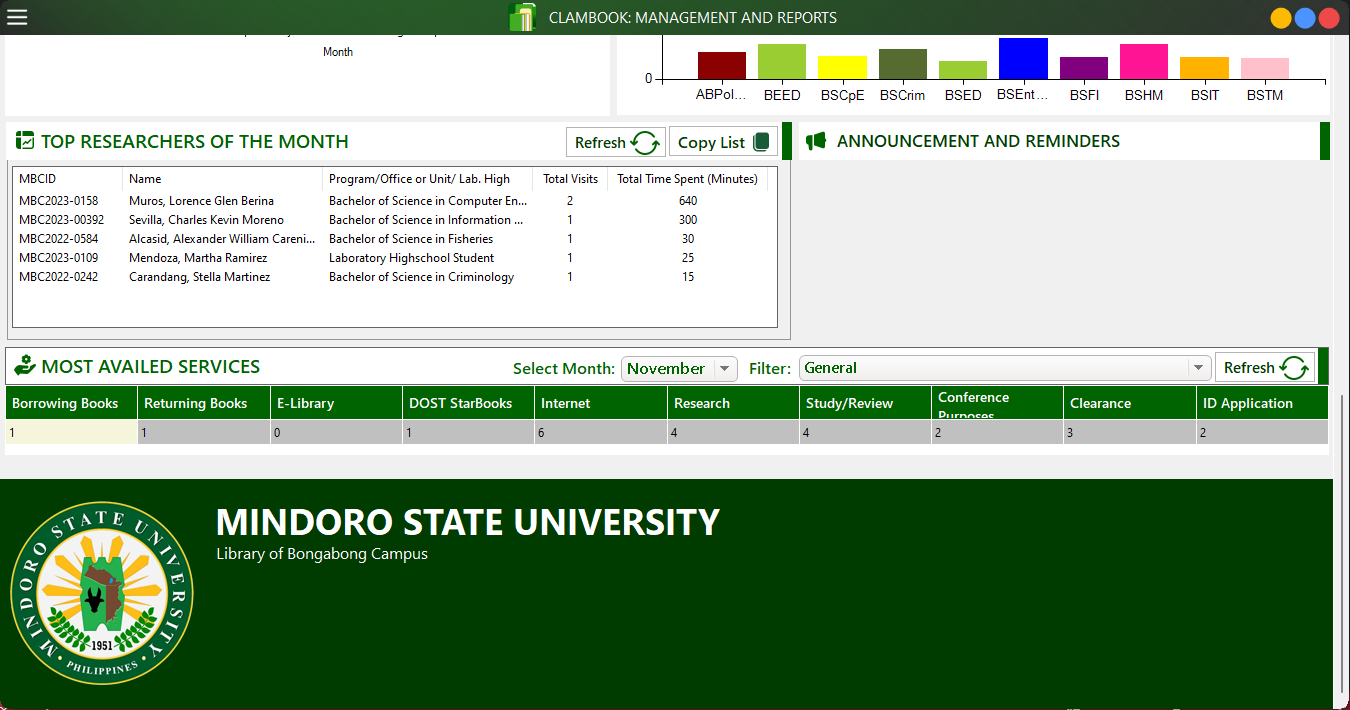 CLAMBOOK: MANAGEMENT AND REPORTS
Month
0
ABPol... BEED BSCpE BSCrim BSED BSEnt... BSFI BSHM BSIT BSTM
TOP RESEARCHERS OF THE MONTH
Refresh
Copy List
ANNOUNCEMENT AND REMINDERS
MBCID Name Program/Office or Unit/ Lab. High Total Visits Total Time Spent (Minutes)
MBC2023-0158 Muros, Lorence Glen Berina Bachelor of Science in Computer En... 2 640
MBC2023-00392 Sevilla, Charles Kevin Moreno Bachelor of Science in Information ... 1 300
MBC2022-0584 Alcasid, Alexander William Careni... Bachelor of Science in Fisheries 1 30
MBC2023-0109 Mendoza, Martha Ramirez Laboratory Highschool Student 1 25
MBC2022-0242 Carandang, Stella Martinez Bachelor of Science in Criminology 1 15
MOST AVAILED SERVICES
Select Month: November Filter: General Refresh
Borrowing Books Returning Books E-Library DOST StarBooks Internet Research Study/Review Conference Purposes Clearance ID Application
1 1 0 1 6 4 4 2 3 2
MINDORO STATE UNIVERSITY
Library of Bongabong Campus
MINDORO STATE UNIVERSITY
1951
PHILIPPINES